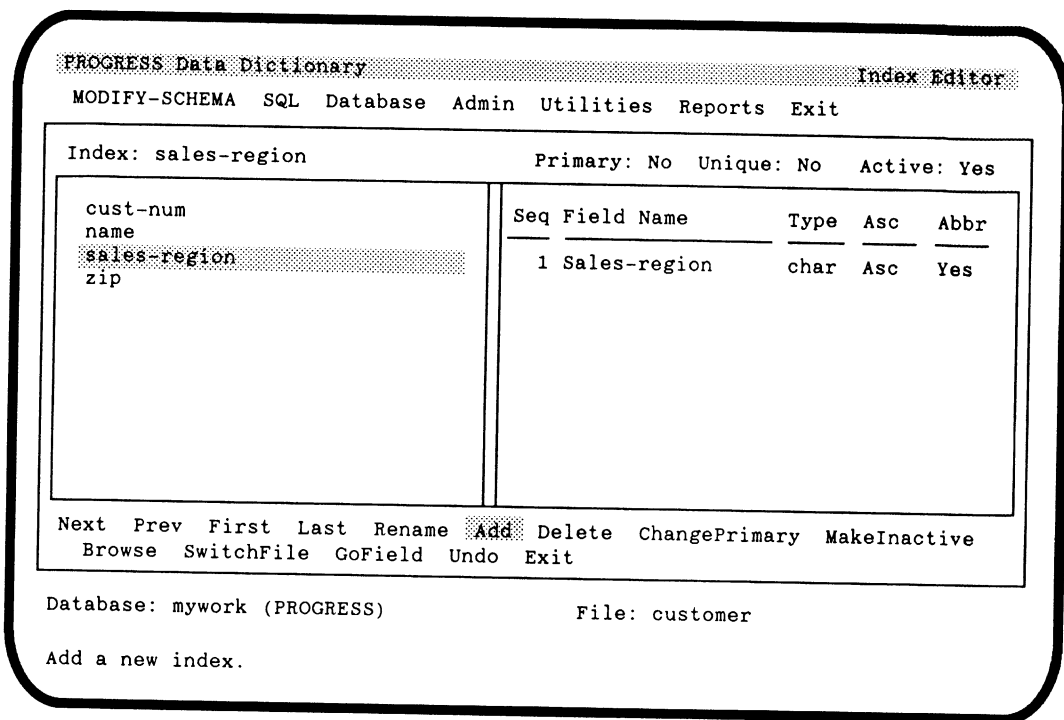 PROGRESS Data Dictionary Index Editor
MODIFY-SCHEMA SQL Database Admin Utilities Reports Exit
Index: sales-region Primary: No Unique: No Active: Yes
cust-num
name
sales-region
zip
Seq Field Name Type Asc Abbr
1 Sales-region char Asc Yes
Next Prev First Last Rename Add Delete ChangePrimary MakeInactive
Browse SwitchFile GoField Undo Exit
Database: mywork (PROGRESS) File: customer
Add a new index.